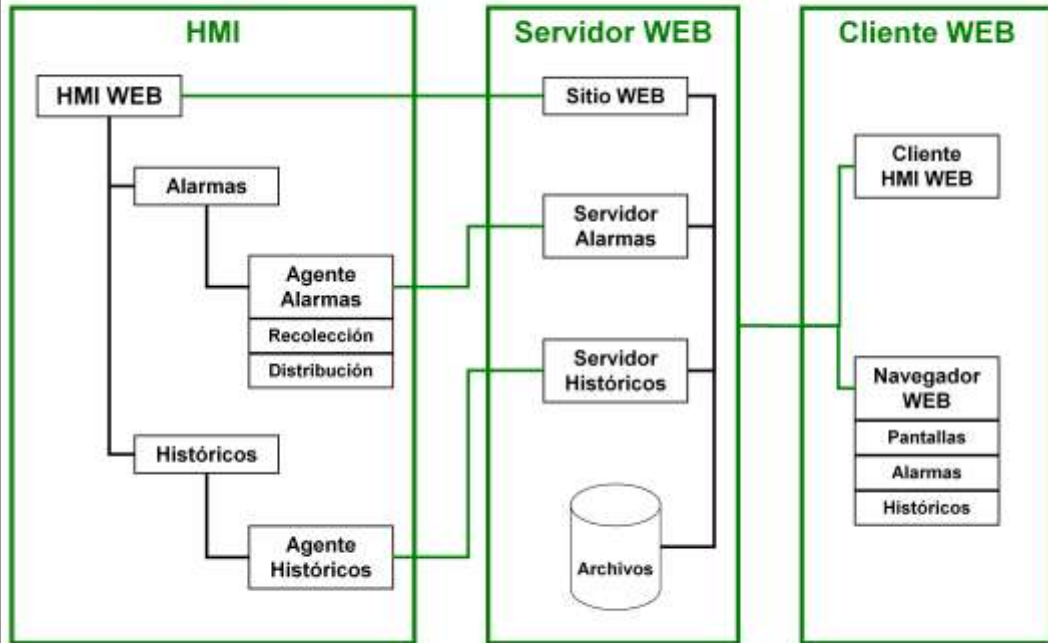 HMI
HMI WEB
Alarmas
Agente
Alarmas
Recolección
Distribución
Históricos
Agente
Históricos
Servidor WEB
Sitio WEB
Servidor
Alarmas
Servidor
Históricos
Archivos
Cliente WEB
Cliente
HMI WEB
Navegador
WEB
Pantallas
Alarmas
Históricos